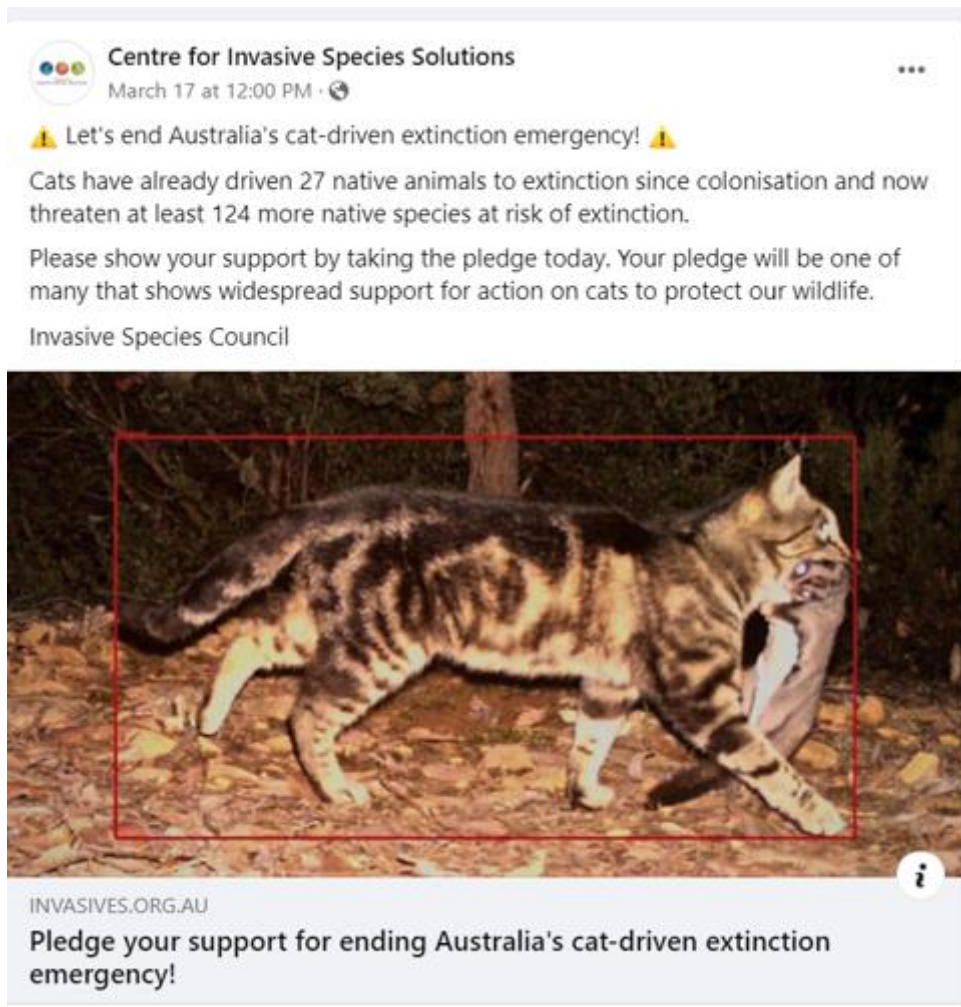 Centre for Invasive Species Solutions
March 17 at 12:00 PM ·
⚠️ Let's end Australia's cat-driven extinction emergency! ⚠️
Cats have already driven 27 native animals to extinction since colonisation and now
threaten at least 124 more native species at risk of extinction.
Please show your support by taking the pledge today. Your pledge will be one of
many that shows widespread support for action on cats to protect our wildlife.
Invasive Species Council
i
INVASIVES.ORG.AU
Pledge your support for ending Australia's cat-driven extinction
emergency!